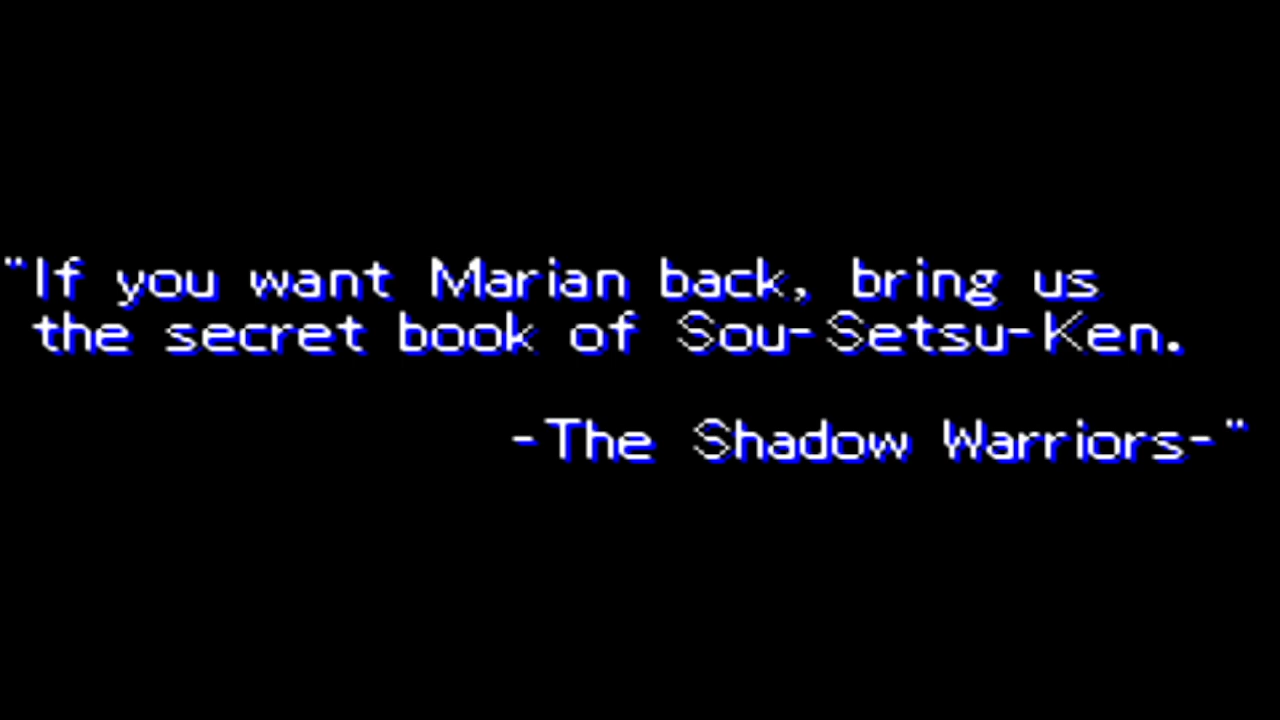 "If you want Marian back, bring us
the secret book of Sou-Setsu-Ken.
-The Shadow Warriors-"